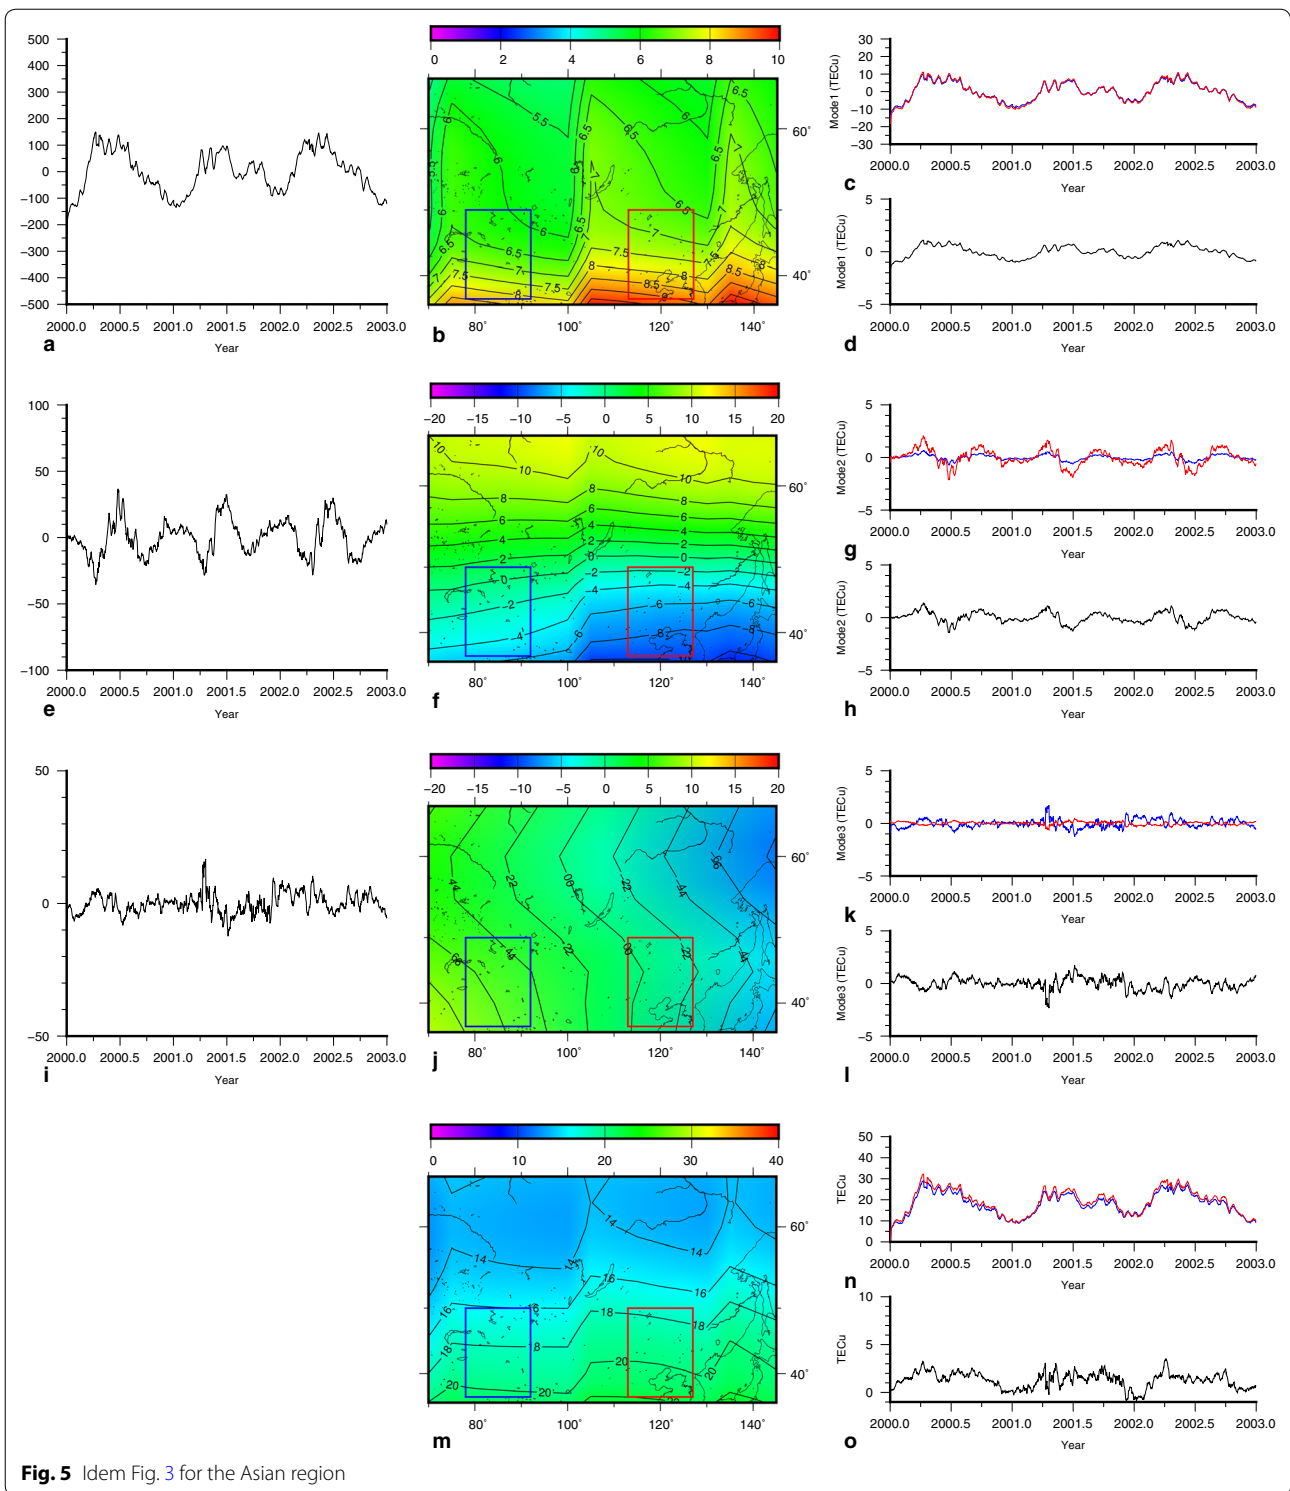 500
400
300
200
100
0
−100
−200
−300
−400
−500
2000.0 2000.5 2001.0 2001.5 2002.0 2002.5 2003.0
a
Year
0 2 4 6 8 10
60°
40°
80° 100° 120° 140°
b
30
20
10
0
−10
−20
−30
Mode1 (TECu)
2000.0 2000.5 2001.0 2001.5 2002.0 2002.5 2003.0
c
Year
5
0
−5
Mode1 (TECu)
2000.0 2000.5 2001.0 2001.5 2002.0 2002.5 2003.0
d
Year
100
50
0
−50
−100
2000.0 2000.5 2001.0 2001.5 2002.0 2002.5 2003.0
e
Year
−20 −15 −10 −5 0 5 10 15 20
60°
40°
80° 100° 120° 140°
f
5
0
−5
Mode2 (TECu)
2000.0 2000.5 2001.0 2001.5 2002.0 2002.5 2003.0
g
Year
5
0
−5
Mode2 (TECu)
2000.0 2000.5 2001.0 2001.5 2002.0 2002.5 2003.0
h
Year
50
0
−50
2000.0 2000.5 2001.0 2001.5 2002.0 2002.5 2003.0
i
Year
−20 −15 −10 −5 0 5 10 15 20
60°
40°
80° 100° 120° 140°
j
5
0
−5
Mode3 (TECu)
2000.0 2000.5 2001.0 2001.5 2002.0 2002.5 2003.0
k
Year
5
0
−5
Mode3 (TECu)
2000.0 2000.5 2001.0 2001.5 2002.0 2002.5 2003.0
l
Year
0 10 20 30 40
60°
40°
80° 100° 120° 140°
m
50
40
30
20
10
0
TECu
2000.0 2000.5 2001.0 2001.5 2002.0 2002.5 2003.0
n
Year
10
5
0
TECu
2000.0 2000.5 2001.0 2001.5 2002.0 2002.5 2003.0
o
Year
Fig. 5 Idem Fig. 3 for the Asian region